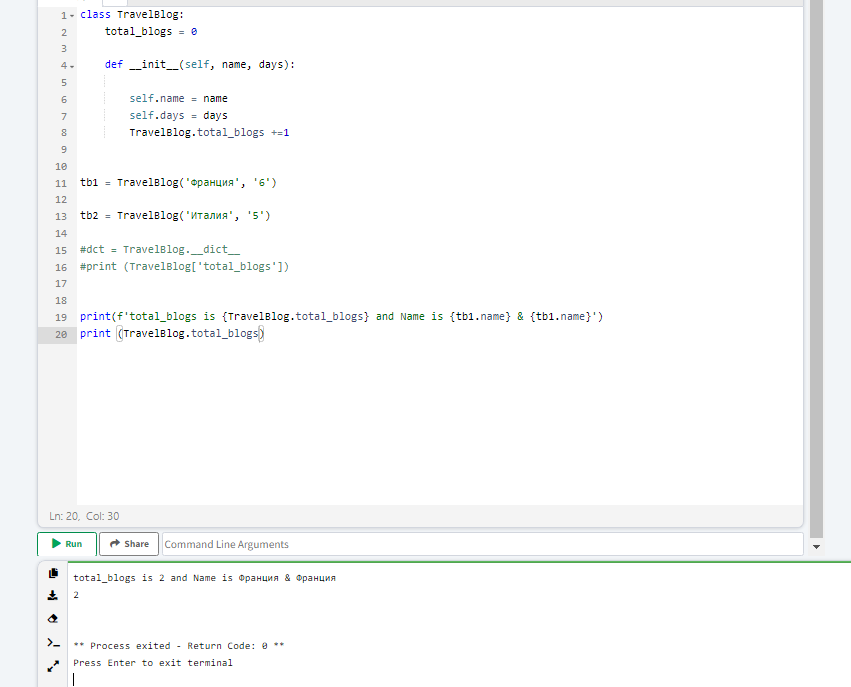 1 class TravelBlog:
2     total_blogs = 0
3
4     def __init__(self, name, days):
5
6         self.name = name
7         self.days = days
8         TravelBlog.total_blogs +=1
9
10
11 tb1 = TravelBlog('Франция', '6')
12
13 tb2 = TravelBlog('Италия', '5')
14
15 #dct = TravelBlog.__dict__
16 #print (TravelBlog['total_blogs'])
17
18
19 print(f'total_blogs is {TravelBlog.total_blogs} and Name is {tb1.name} & {tb1.name}')
20 print (TravelBlog.total_blogs)
Ln: 20, Col: 30
Run Share Command Line Arguments
total_blogs is 2 and Name is Франция & Франция
2
** Process exited - Return Code: 0 **
Press Enter to exit terminal